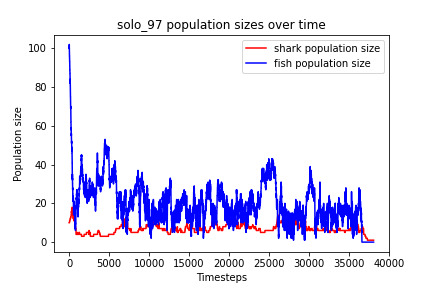 solo_97 population sizes over time
shark population size
fish population size
Population size
100
80
60
40
20
0
0 5000 10000 15000 20000 25000 30000 35000 40000
Timesteps